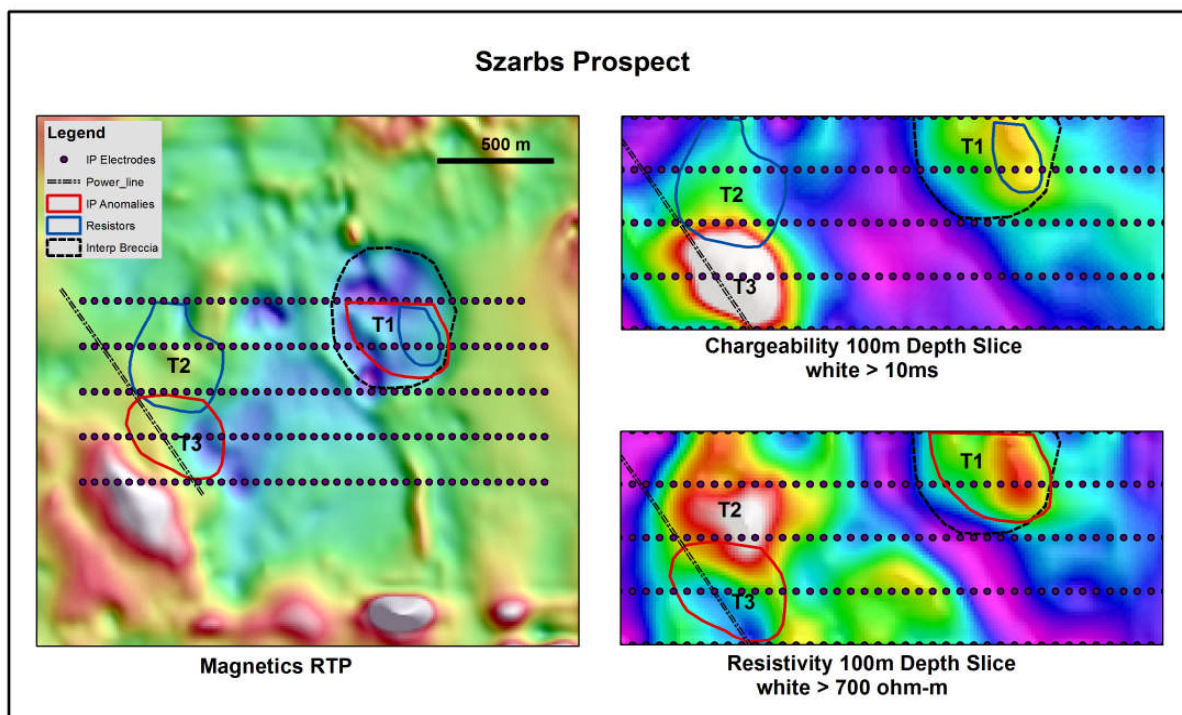 Szarbs Prospect
Legend
IP Electrodes
Power_line
IP Anomalies
Resistors
Interp Breccia
500 m
T1
T2
T3
Magnetics RTP
T1
T2
T3
Chargeability 100m Depth Slice
white > 10ms
T1
T2
T3
Resistivity 100m Depth Slice
white > 700 ohm-m